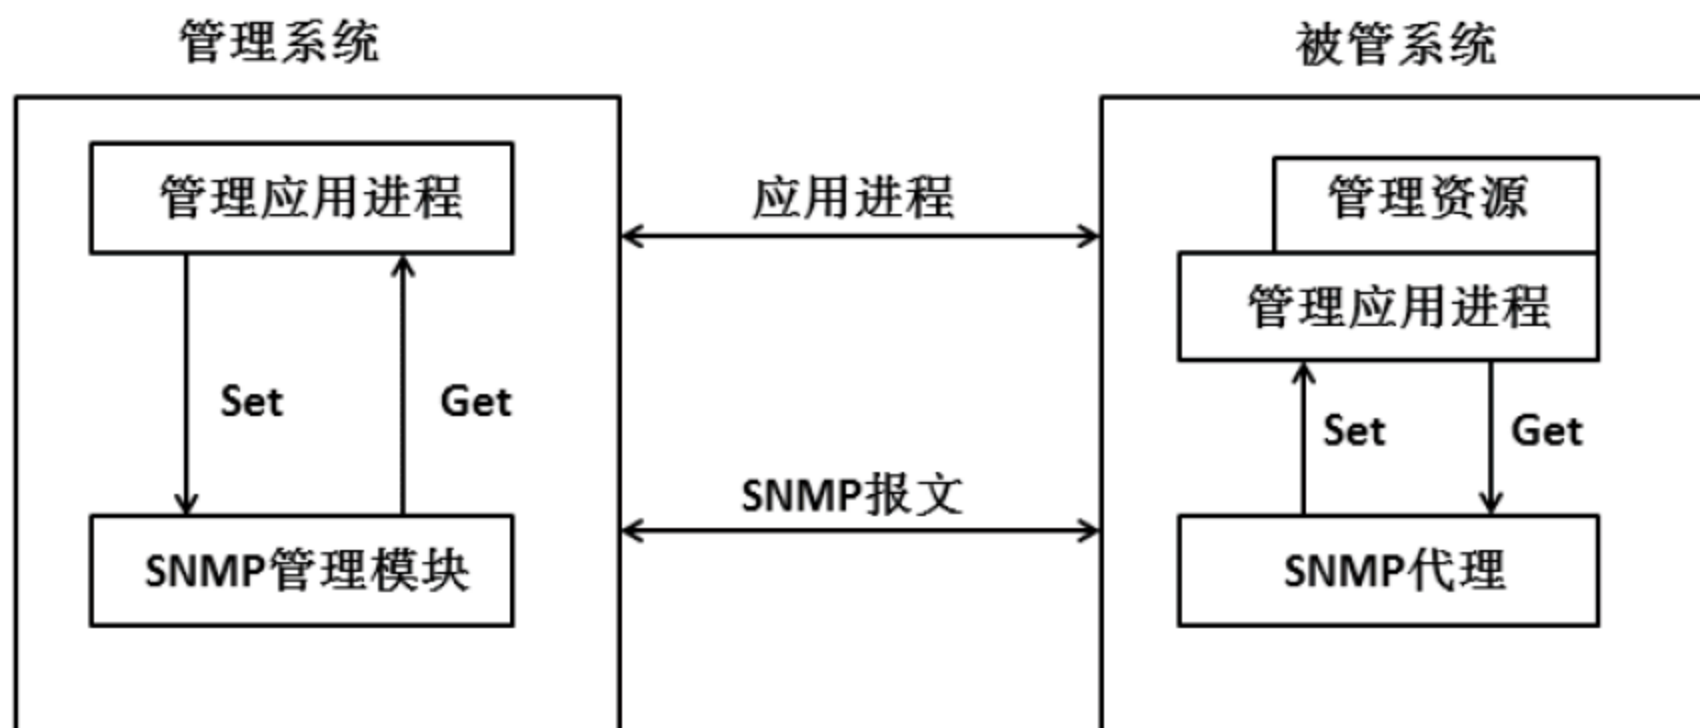 管理系统
被管系统
管理应用进程
应用进程
管理资源
管理应用进程
Set
Get
Set
Get
SNMP报文
SNMP管理模块
SNMP代理